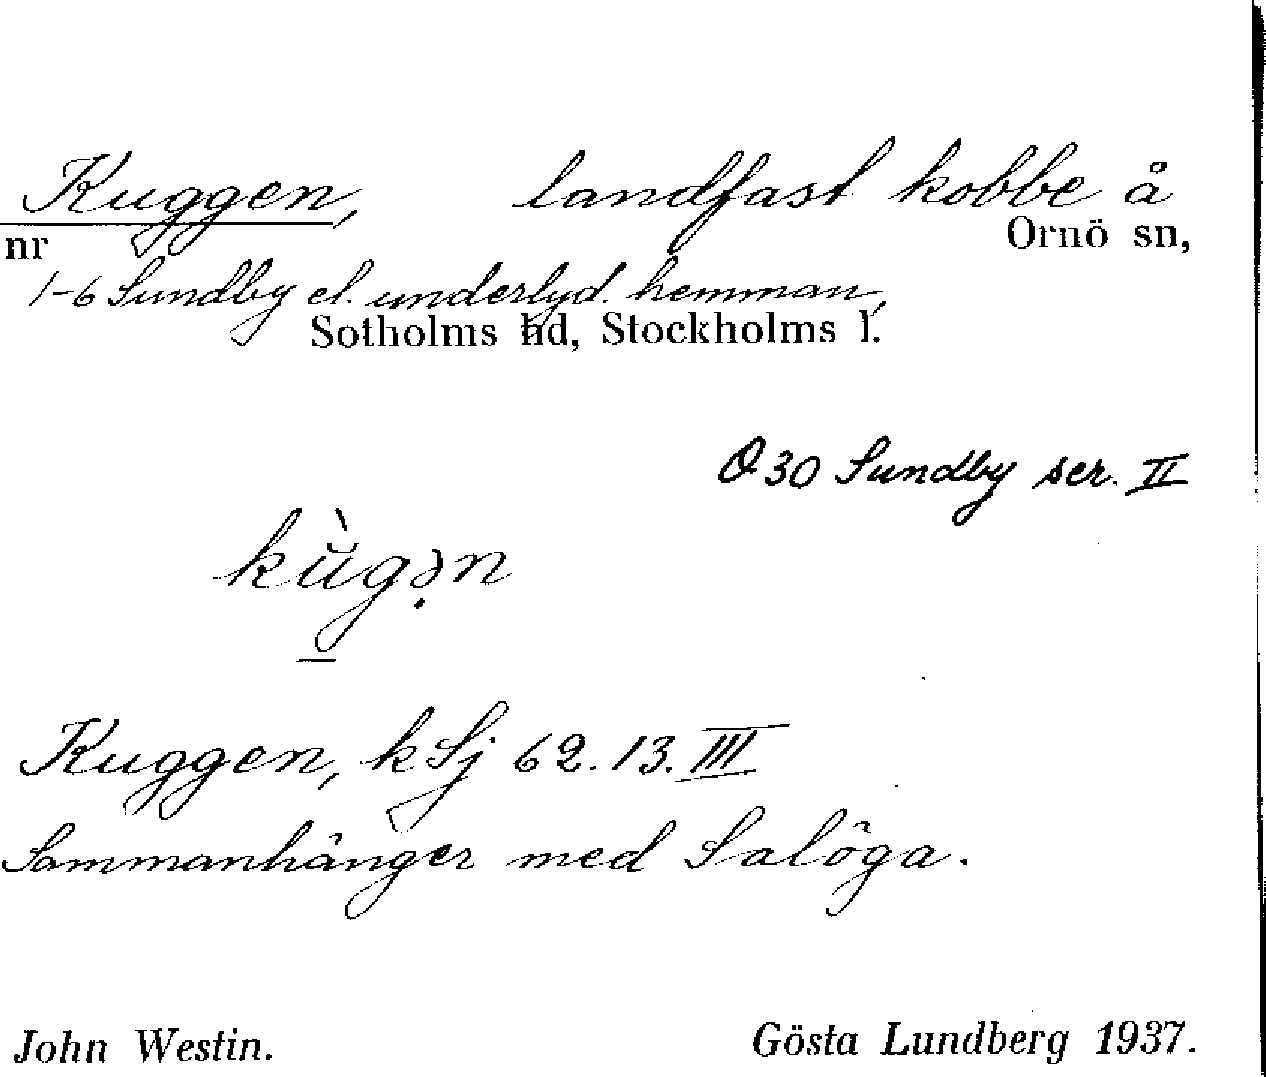 Kuggen, landfast kobbe å
nr Ornö sn,
1-6 Sundby el. underlyd. hemman,
Sotholms hd, Stockholms l.
O 30 Sundby ser. II
kùgə̣n
Kuggen, kSj 62.13.III
Sammanhänger med Salöga.
John Westin. Gösta Lundberg 1937.